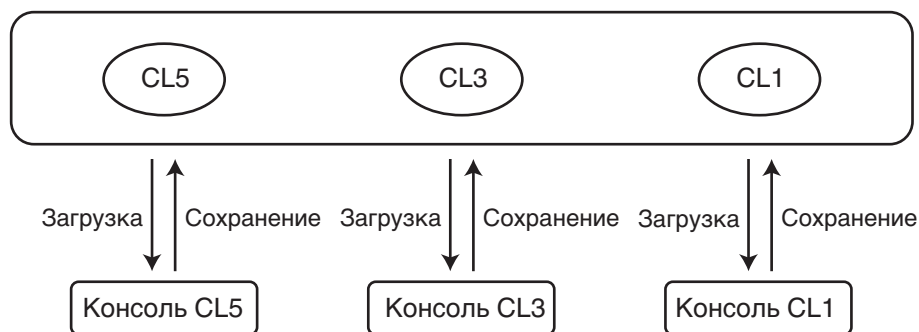 CL5
CL3
CL1
Загрузка
Сохранение
Загрузка
Сохранение
Загрузка
Сохранение
Консоль CL5
Консоль CL3
Консоль CL1